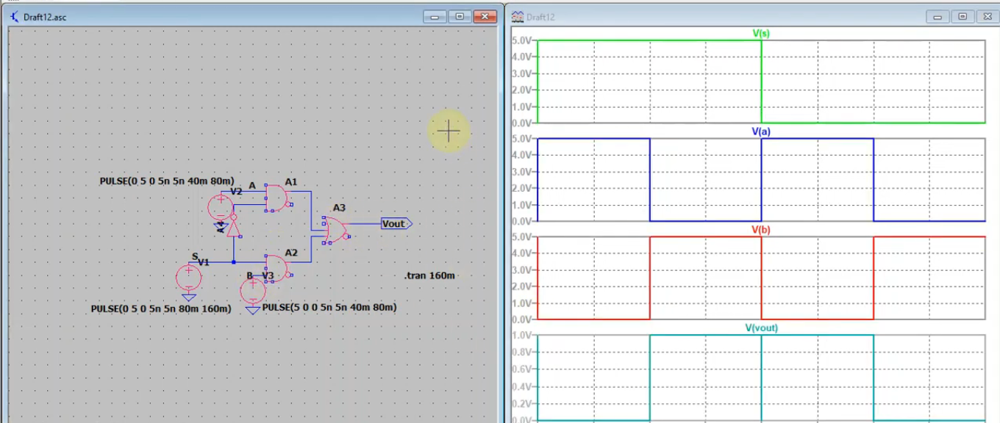 Draft12.asc
PULSE(0 5 0 5n 5n 40m 80m)
V2
A
A1
A3
Vout
A4
S
V1
A2
B
V3
.tran 160m
PULSE(0 5 0 5n 5n 80m 160m)
PULSE(5 0 0 5n 5n 40m 80m)
Draft12
V(s)
5.0V
4.0V
3.0V
2.0V
1.0V
0.0V
V(a)
5.0V
4.0V
3.0V
2.0V
1.0V
0.0V
V(b)
5.0V
4.0V
3.0V
2.0V
1.0V
0.0V
V(vout)
1.0V
0.8V
0.6V
0.4V
0.2V
0.0V